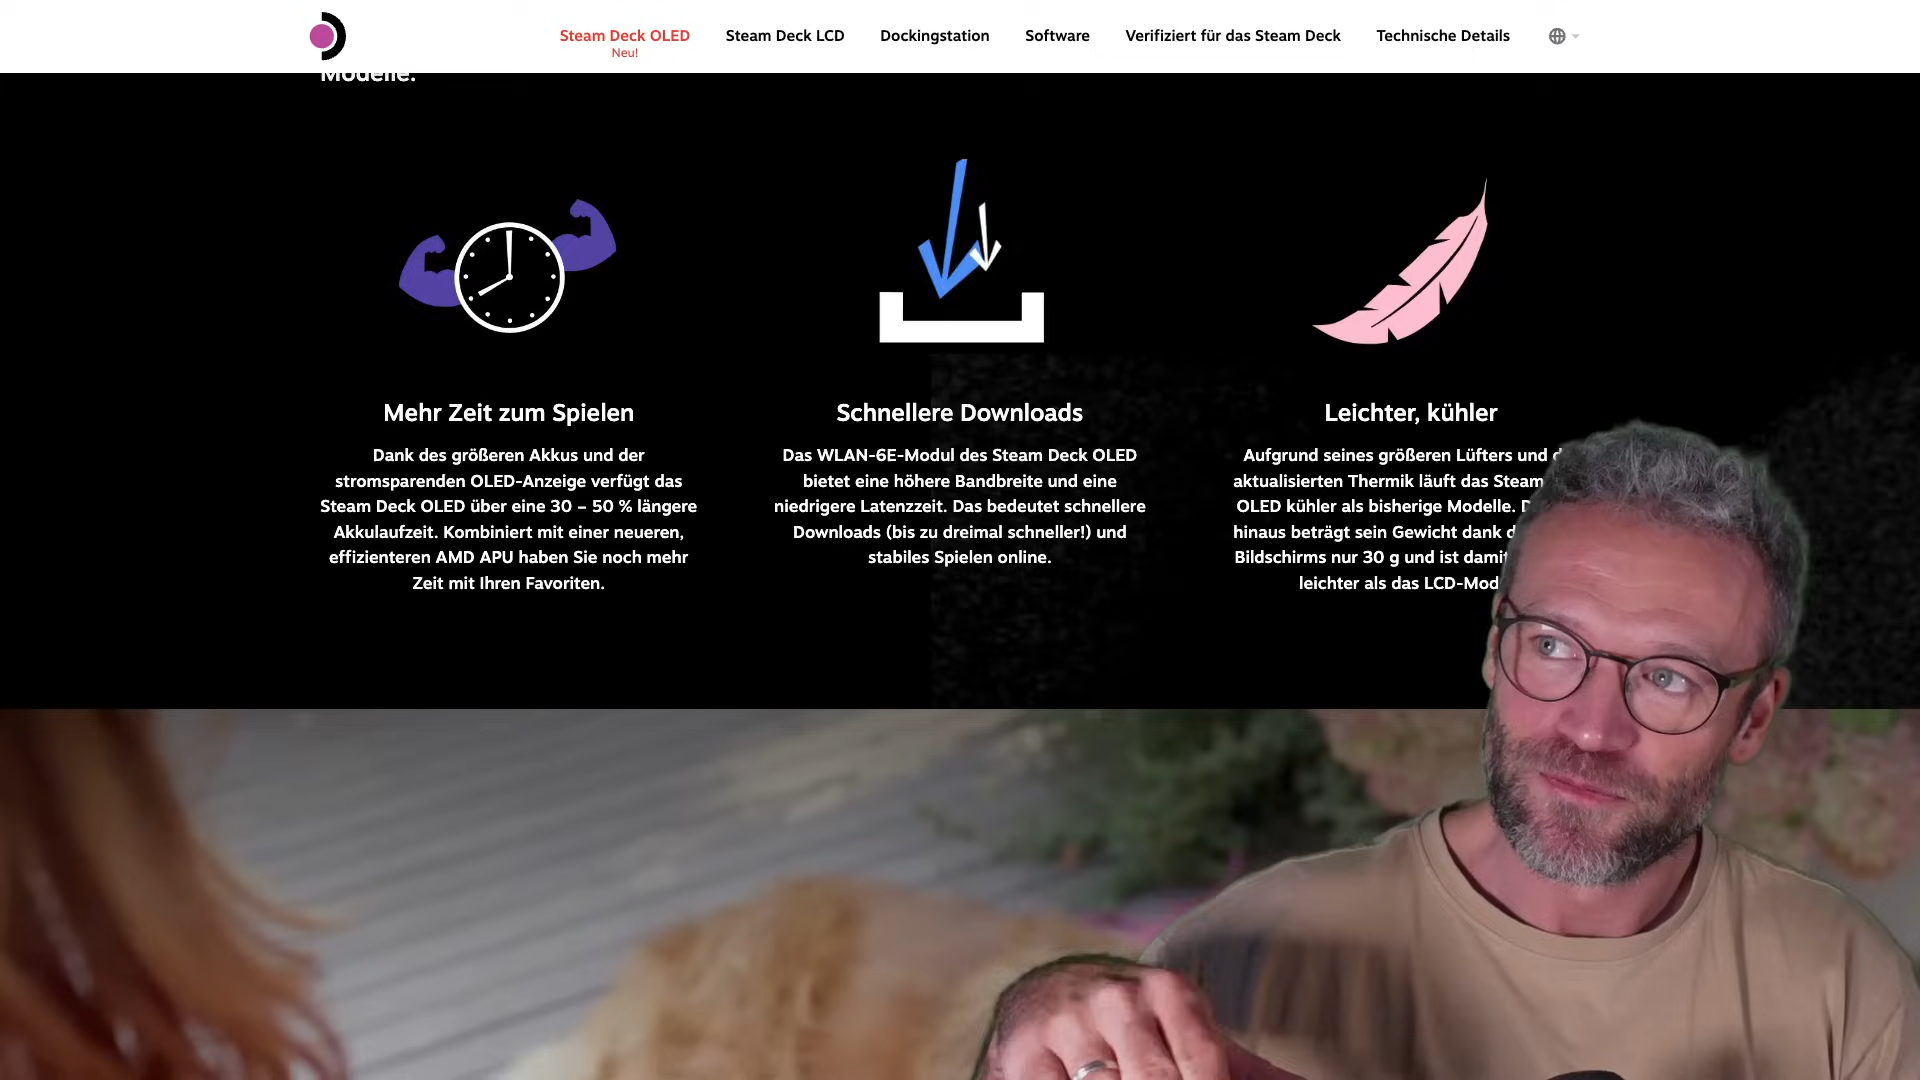 Steam Deck OLED
Neu!
Steam Deck LCD
Dockingstation
Software
Verifiziert für das Steam Deck
Technische Details
Modelle.
Mehr Zeit zum Spielen
Dank des größeren Akkus und der
stromsparenden OLED-Anzeige verfügt das
Steam Deck OLED über eine 30 – 50 % längere
Akkulaufzeit. Kombiniert mit einer neueren,
effizienteren AMD APU haben Sie noch mehr
Zeit mit Ihren Favoriten.
Schnellere Downloads
Das WLAN-6E-Modul des Steam Deck OLED
bietet eine höhere Bandbreite und eine
niedrigere Latenzzeit. Das bedeutet schnellere
Downloads (bis zu dreimal schneller!) und
stabiles Spielen online.
Leichter, kühler
Aufgrund seines größeren Lüfters und
aktualisierten Thermik läuft das Steam
OLED kühler als bisherige Modelle.
hinaus beträgt sein Gewicht dank
Bildschirms nur 30 g und ist damit
leichter als das